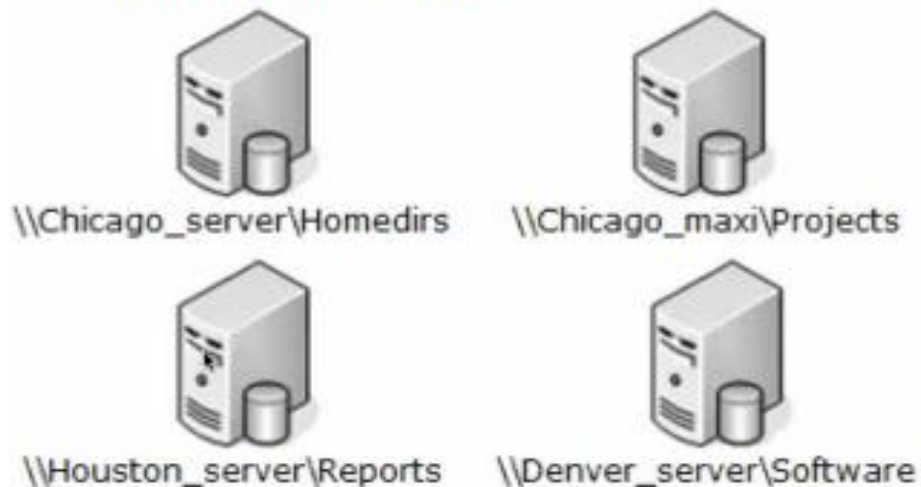 \\Chicago_server\Homedirs
\\Chicago_maxi\Projects
\\Houston_server\Reports
\\Denver_server\Software